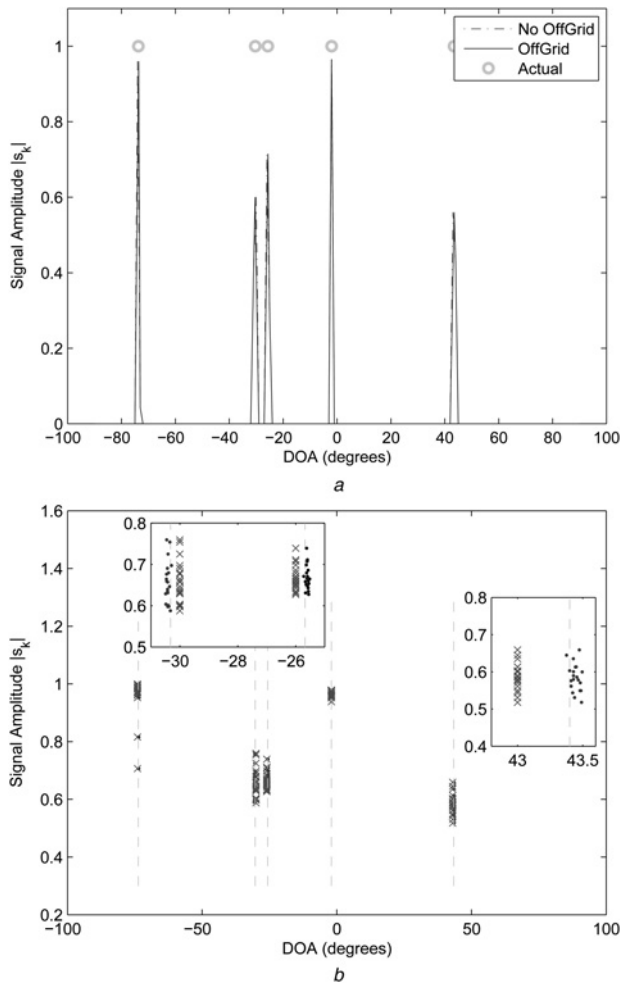 1
0.8
0.6
0.4
0.2
0
Signal Amplitude |sk|
No OffGrid
OffGrid
Actual
−100 −80 −60 −40 −20 0 20 40 60 80 100
DOA (degrees)
a
1.6
1.4
1.2
1
0.8
0.6
0.4
0.2
Signal Amplitude |sk|
0.8
0.7
0.6
0.5
−30 −28 −26
0.8
0.7
0.6
0.5
0.4
43 43.5
−100 −50 0 50 100
DOA (degrees)
b